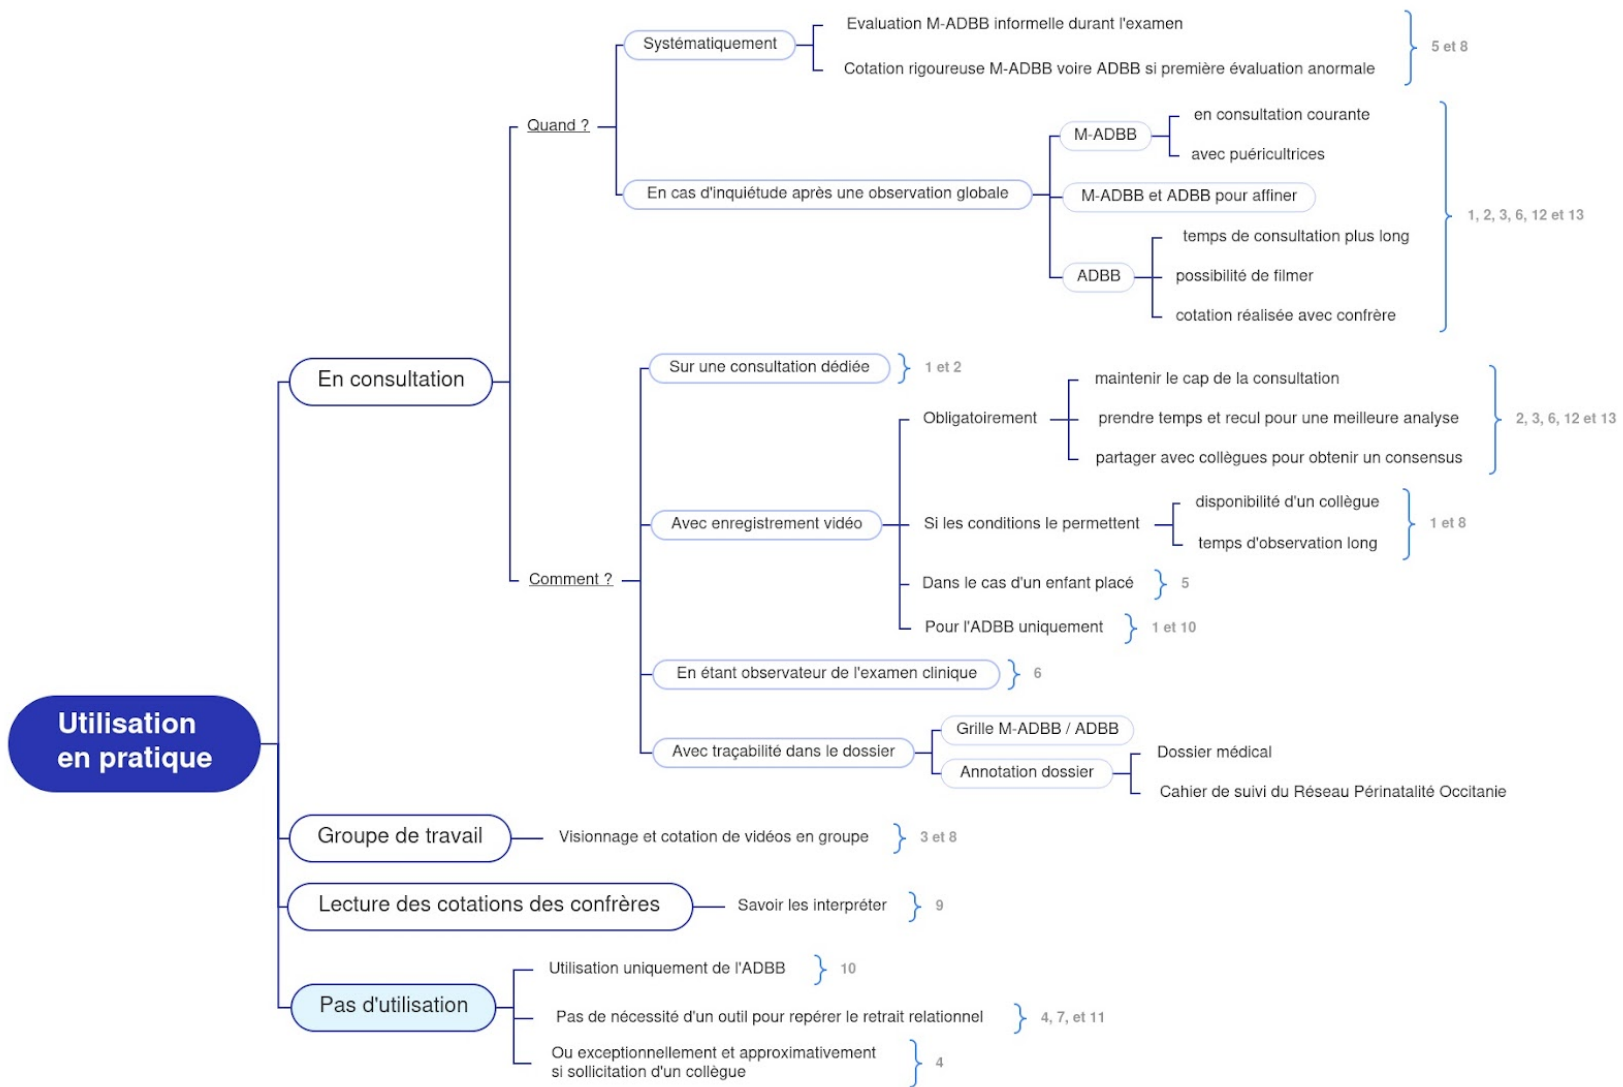 Utilisation
en pratique
En consultation
Quand ?
Systématiquement
Evaluation M-ADBB informelle durant l'examen
Cotation rigoureuse M-ADBB voire ADBB si première évaluation anormale
5 et 8
En cas d'inquiétude après une observation globale
M-ADBB
en consultation courante
avec puéricultrices
M-ADBB et ADBB pour affiner
ADBB
temps de consultation plus long
possibilité de filmer
cotation réalisée avec confrère
1, 2, 3, 6, 12 et 13
Comment ?
Sur une consultation dédiée
1 et 2
Avec enregistrement vidéo
Obligatoirement
maintenir le cap de la consultation
prendre temps et recul pour une meilleure analyse
partager avec collègues pour obtenir un consensus
2, 3, 6, 12 et 13
Si les conditions le permettent
disponibilité d'un collègue
temps d'observation long
1 et 8
Dans le cas d'un enfant placé
5
Pour l'ADBB uniquement
1 et 10
En étant observateur de l'examen clinique
6
Avec traçabilité dans le dossier
Grille M-ADBB / ADBB
Annotation dossier
Dossier médical
Cahier de suivi du Réseau Périnatalité Occitanie
Groupe de travail
Visionnage et cotation de vidéos en groupe
3 et 8
Lecture des cotations des confrères
Savoir les interpréter
9
Pas d'utilisation
Utilisation uniquement de l'ADBB
10
Pas de nécessité d'un outil pour repérer le retrait relationnel
4, 7, et 11
Ou exceptionnellement et approximativement
si sollicitation d'un collègue
4